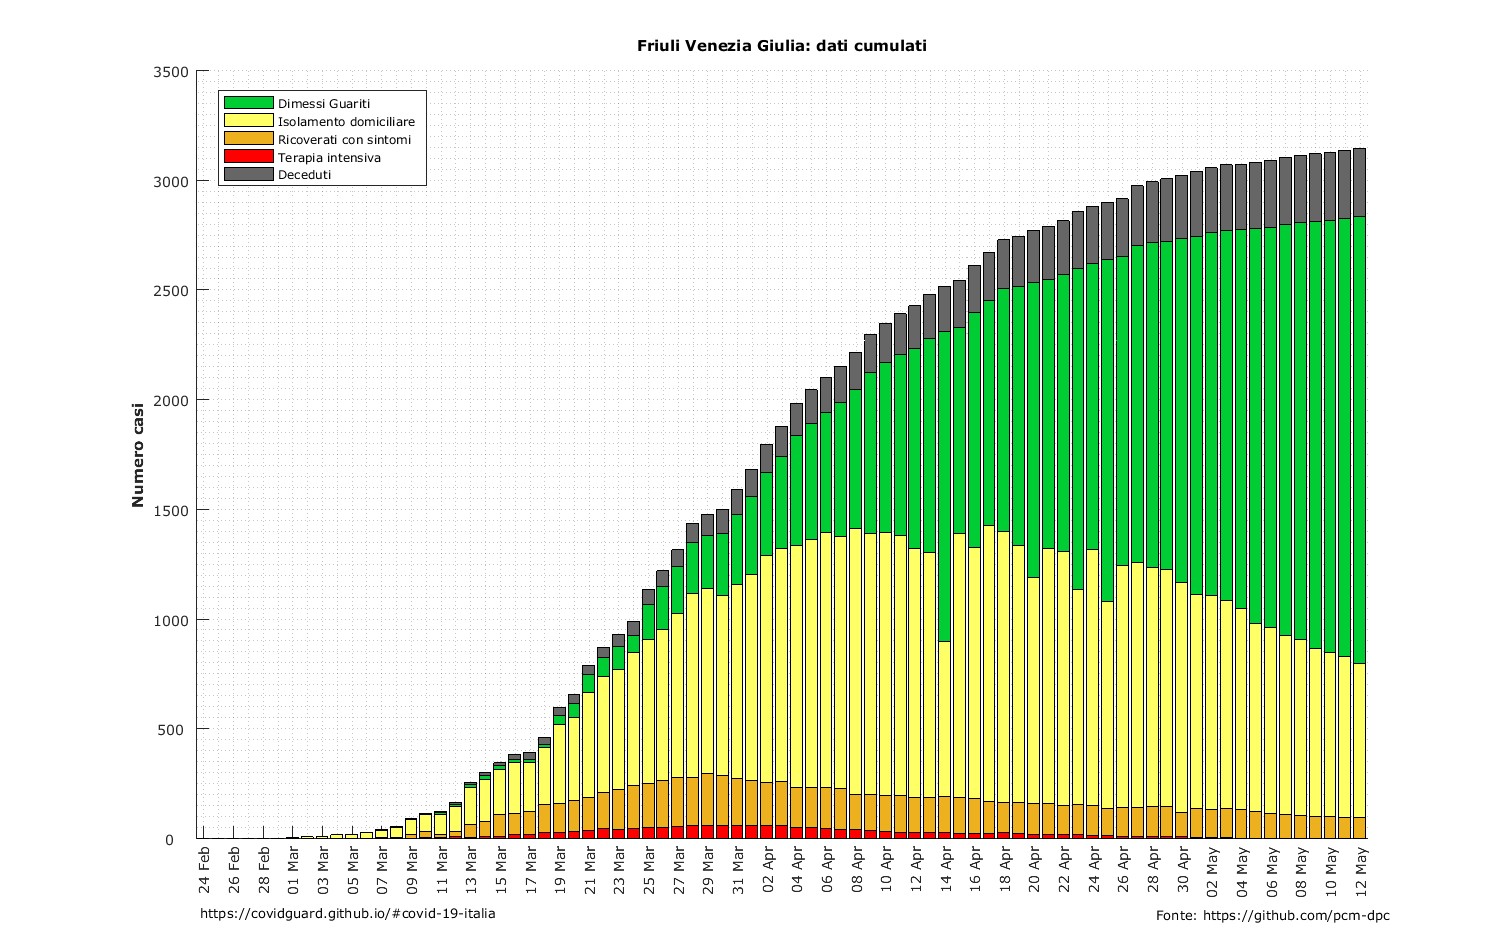 Friuli Venezia Giulia: dati cumulati
3500
3000
2500
2000
1500
1000
500
0
Numero casi
Dimessi Guariti
Isolamento domiciliare
Ricoverati con sintomi
Terapia intensiva
Deceduti
24 Feb
26 Feb
28 Feb
01 Mar
03 Mar
05 Mar
07 Mar
09 Mar
11 Mar
13 Mar
15 Mar
17 Mar
19 Mar
21 Mar
23 Mar
25 Mar
27 Mar
29 Mar
31 Mar
02 Apr
04 Apr
06 Apr
08 Apr
10 Apr
12 Apr
14 Apr
16 Apr
18 Apr
20 Apr
22 Apr
24 Apr
26 Apr
28 Apr
30 Apr
02 May
04 May
06 May
08 May
10 May
12 May
https://covidguard.github.io/#covid-19-italia
Fonte: https://github.com/pcm-dpc